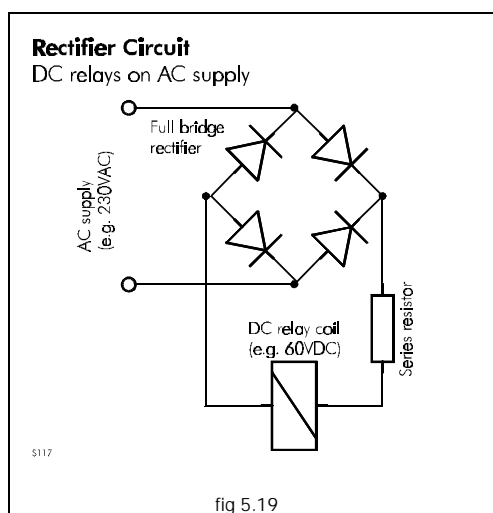 Rectifier Circuit
DC relays on AC supply
Full bridge
rectifier
AC supply
(e.g. 230VAC)
DC relay coil
(e.g. 60VDC)
Series resistor
S117
fig 5.19